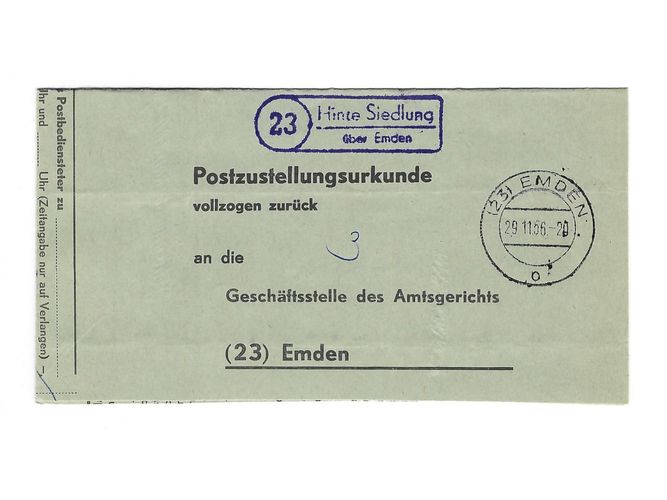 23
Hinte Siedlung
über Emden
Postzustellungsurkunde
vollzogen zurück
3
an die
Geschäftsstelle des Amtsgerichts
(23) Emden
(23) EMDEN
29.11.56.-20
o
Postbediensteter zu
Uhr und ........ Uhr (Zeitangabe nur auf Verlangen) –